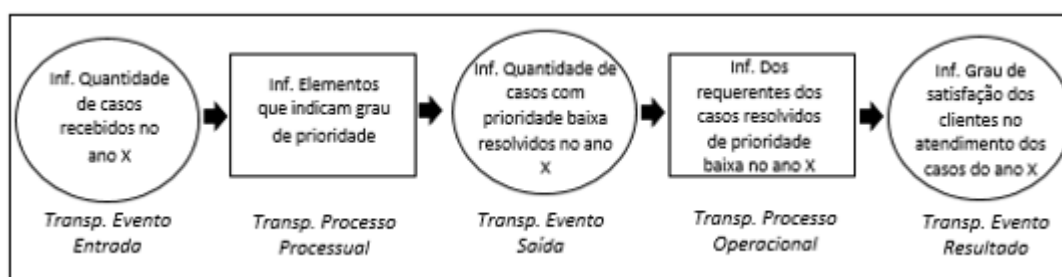 Inf. Quantidade
de casos
recebidos no
ano X
Inf. Elementos
que indicam grau
de prioridade
Inf. Quantidade de
casos com
prioridade baixa
resolvidos no ano
X
Inf. Dos
requerentes dos
casos resolvidos
de prioridade
baixa no ano X
Inf. Grau de
satisfação dos
clientes no
atendimento dos
casos do ano X
Transp. Evento
Entrada
Transp. Processo
Processual
Transp. Evento
Saída
Transp. Processo
Operacional
Transp. Evento
Resultado